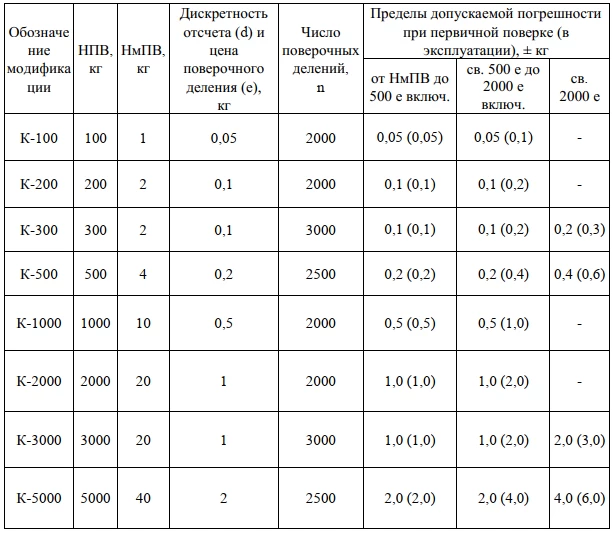 Обозначе
ние
модифика
ции
НПВ,
кг
НмПВ,
кг
Дискретность
отсчета (d) и
цена
поверочного
деления (e),
кг
Число
поверочных
делений,
n
Пределы допускаемой погрешности
при первичной поверке (в
эксплуатации), ± кг
от НмПВ до
500 e включ.
св. 500 e до
2000 e
включ.
св.
2000 e
К-100 100 1 0,05 2000 0,05 (0,05) 0,05 (0,1) -
К-200 200 2 0,1 2000 0,1 (0,1) 0,1 (0,2) -
К-300 300 2 0,1 3000 0,1 (0,1) 0,1 (0,2) 0,2 (0,3)
К-500 500 4 0,2 2500 0,2 (0,2) 0,2 (0,4) 0,4 (0,6)
К-1000 1000 10 0,5 2000 0,5 (0,5) 0,5 (1,0) -
К-2000 2000 20 1 2000 1,0 (1,0) 1,0 (2,0) -
К-3000 3000 20 1 3000 1,0 (1,0) 1,0 (2,0) 2,0 (3,0)
К-5000 5000 40 2 2500 2,0 (2,0) 2,0 (4,0) 4,0 (6,0)